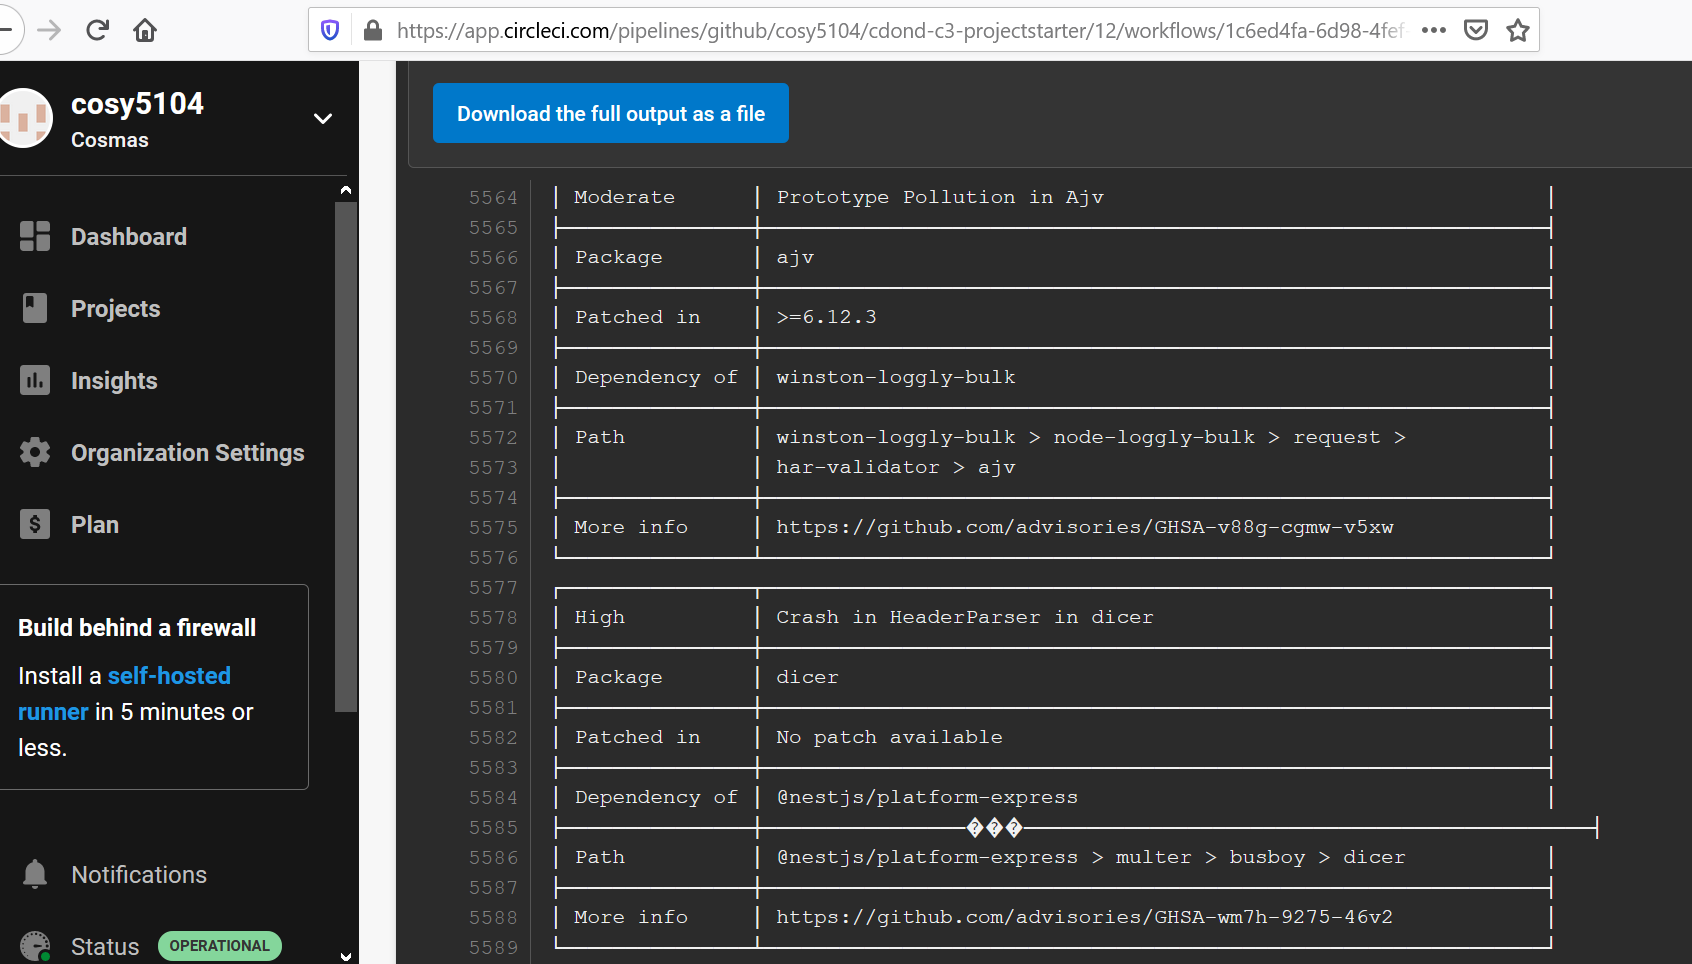 https://app.circleci.com/pipelines/github/cosy5104/cdond-c3-projectstarter/12/workflows/1c6ed4fa-6d98-4fef-
cosy5104
Cosmas
Dashboard
Projects
Insights
Organization Settings
Plan
Build behind a firewall
Install a self-hosted
runner in 5 minutes or
less.
Notifications
Status OPERATIONAL
Download the full output as a file
5564 │ Moderate │ Prototype Pollution in Ajv │
5565
5566 │ Package │ ajv │
5567
5568 │ Patched in │ >=6.12.3 │
5569
5570 │ Dependency of │ winston-loggly-bulk │
5571
5572 │ Path │ winston-loggly-bulk > node-loggly-bulk > request > │
5573 │ │ har-validator > ajv │
5574
5575 │ More info │ https://github.com/advisories/GHSA-v88g-cgmw-v5xw │
5576
5577
5578 │ High │ Crash in HeaderParser in dicer │
5579
5580 │ Package │ dicer │
5581
5582 │ Patched in │ No patch available │
5583
5584 │ Dependency of │ @nestjs/platform-express │
5585 ���
5586 │ Path │ @nestjs/platform-express > multer > busboy > dicer │
5587
5588 │ More info │ https://github.com/advisories/GHSA-wm7h-9275-46v2 │
5589